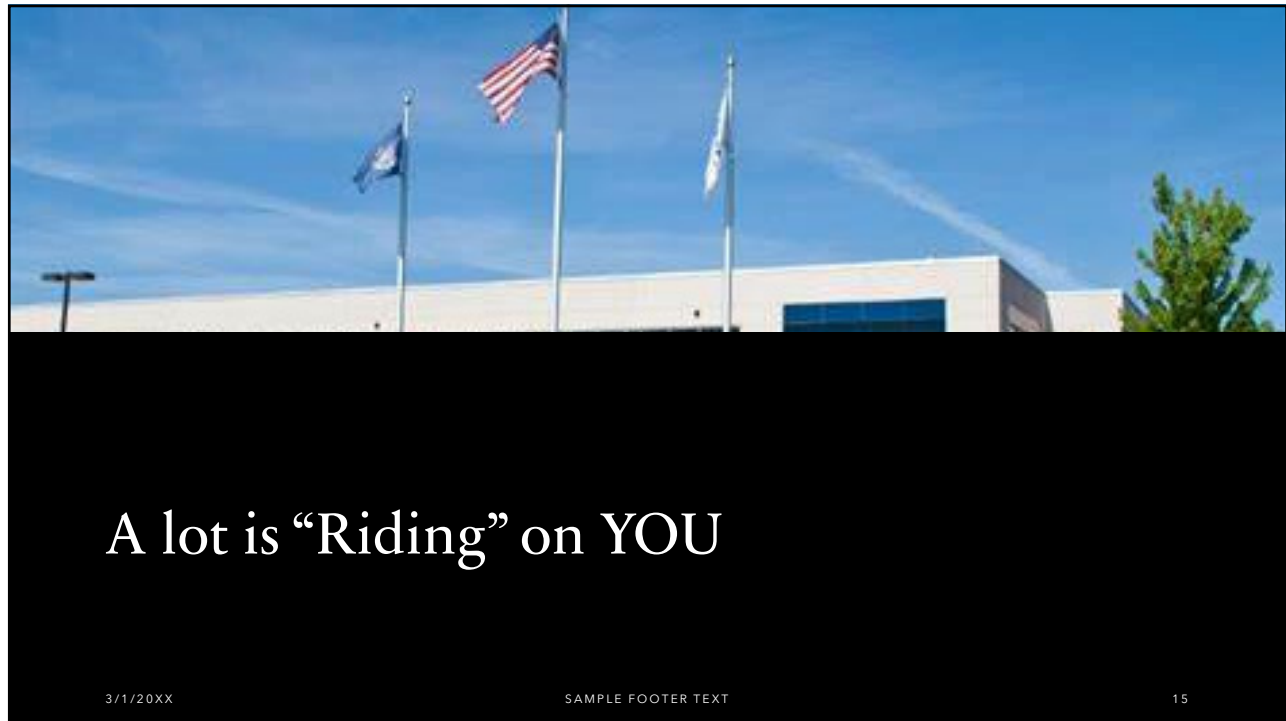 A lot is “Riding” on YOU
3/1/20XX
SAMPLE FOOTER TEXT
15